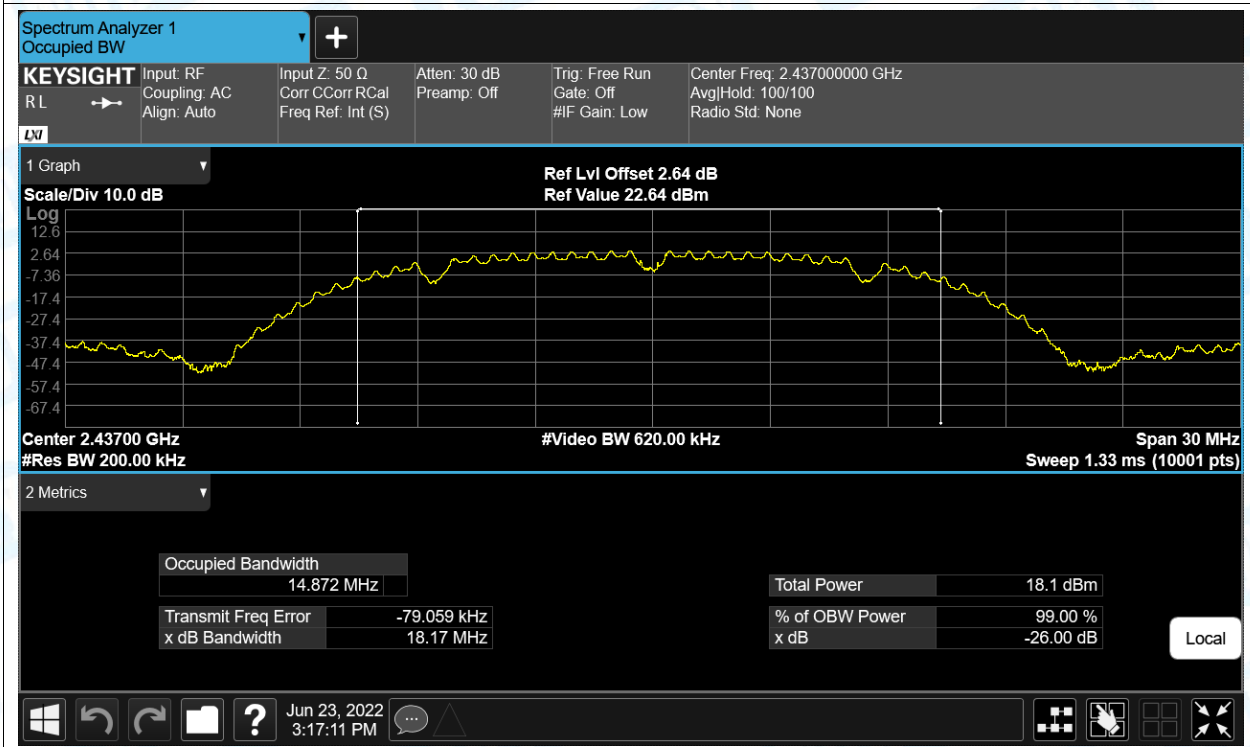 Spectrum Analyzer 1
Occupied BW
KEYSIGHT
R L
LXI
Input: RF
Coupling: AC
Align: Auto
Input Z: 50 Ω
Corr CCorr RCal
Freq Ref: Int (S)
Atten: 30 dB
Preamp: Off
Trig: Free Run
Gate: Off
#IF Gain: Low
Center Freq: 2.437000000 GHz
Avg|Hold: 100/100
Radio Std: None
1 Graph
Scale/Div 10.0 dB
Ref Lvl Offset 2.64 dB
Ref Value 22.64 dBm
Log
12.6
2.64
-7.36
-17.4
-27.4
-37.4
-47.4
-57.4
-67.4
Center 2.43700 GHz
#Video BW 620.00 kHz
Span 30 MHz
#Res BW 200.00 kHz
Sweep 1.33 ms (10001 pts)
2 Metrics
Occupied Bandwidth
14.872 MHz
Total Power 18.1 dBm
Transmit Freq Error -79.059 kHz
% of OBW Power 99.00 %
x dB Bandwidth 18.17 MHz
x dB -26.00 dB
Local
?
Jun 23, 2022
3:17:11 PM